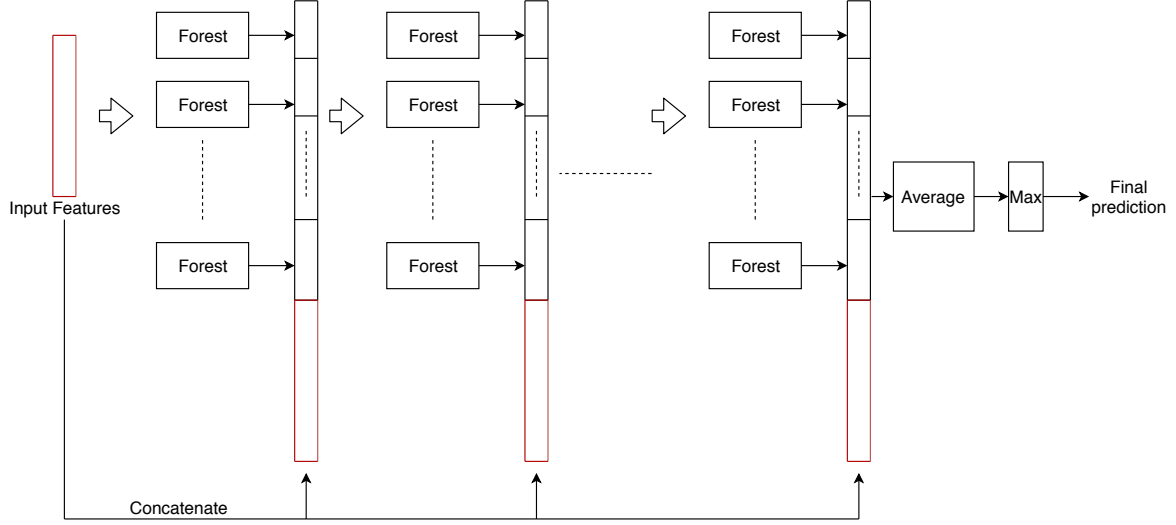 Forest
Forest
Forest
Forest
Forest
Forest
Forest
Forest
Forest
Input Features
Average
Max
Final
prediction
Concatenate